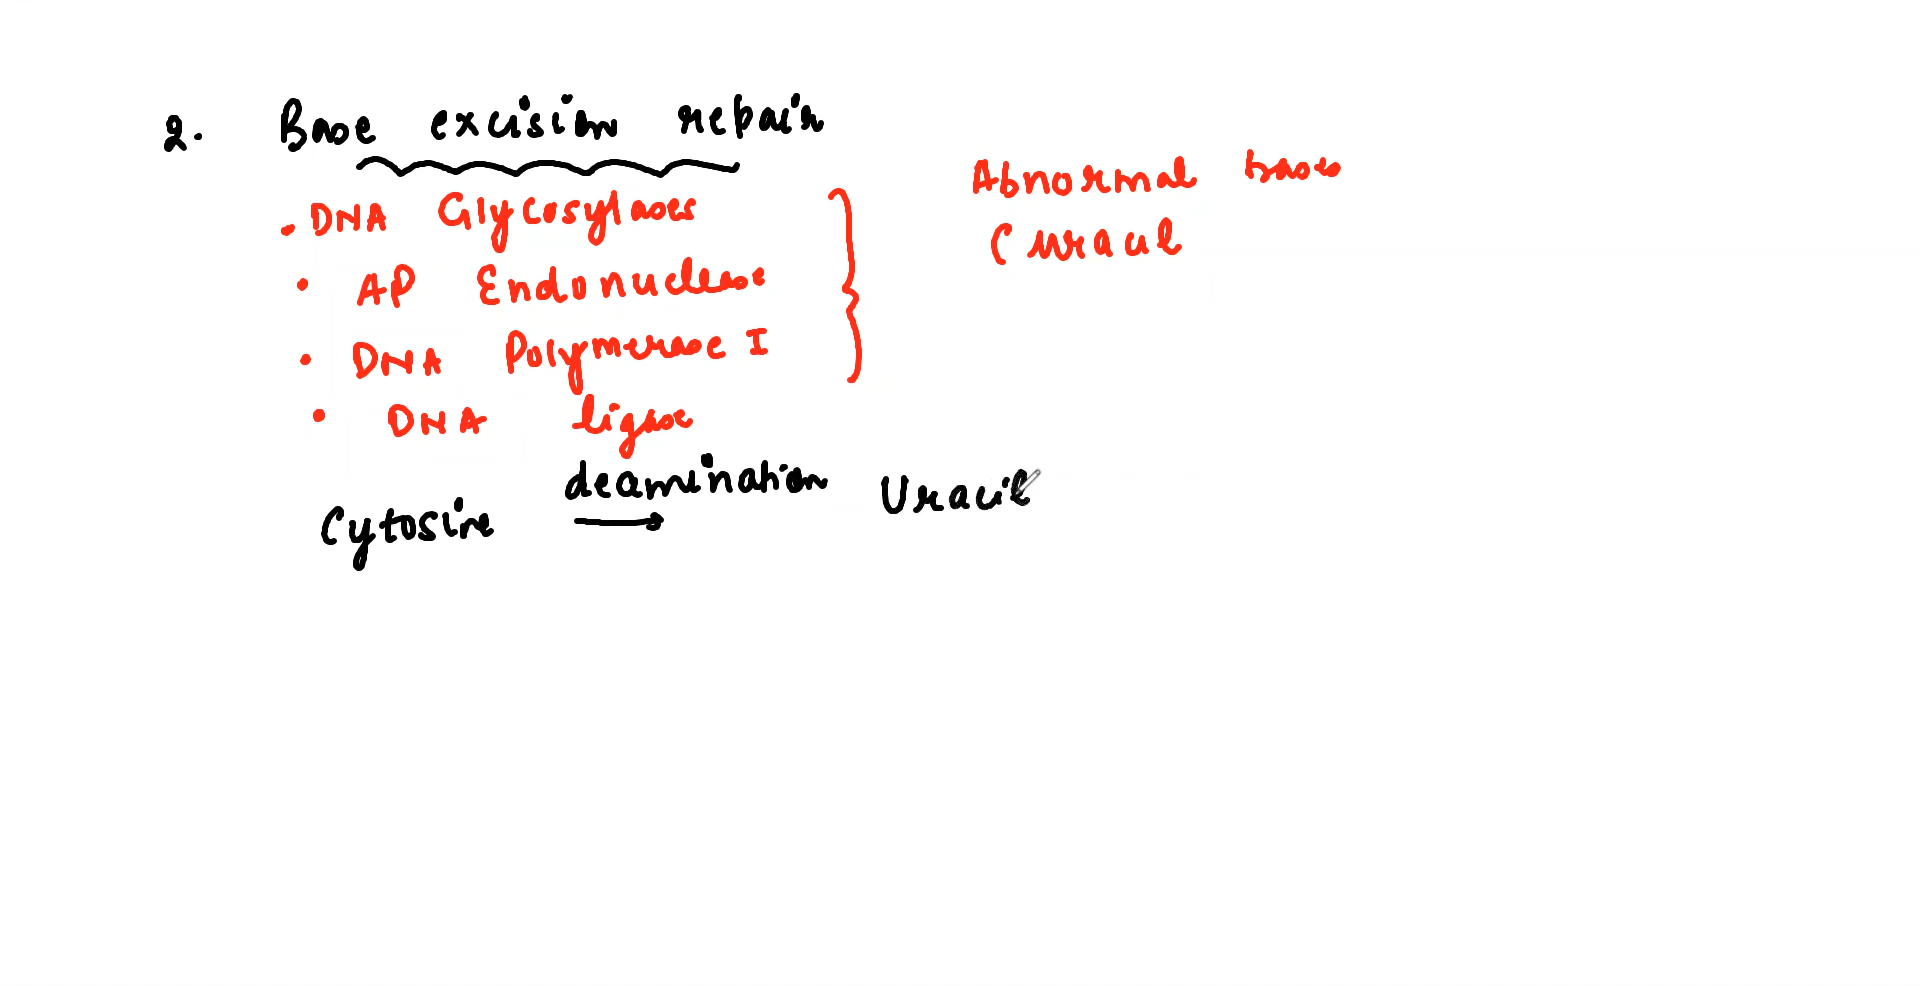 2. Base excision repair
• DNA Glycosylases
• AP Endonuclease
• DNA Polymerase I
• DNA ligase
Abnormal bases
( uracil
Cytosine deamination → Uracil